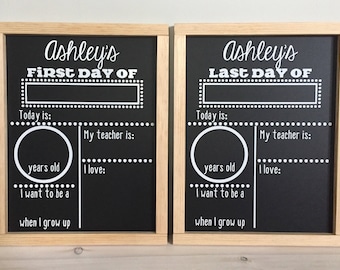 Ashley's
First Day of
Today is:
My teacher is:
years old
I love:
I want to be a
when I grow up
Ashley's
Last Day of
Today is:
My teacher is:
years old
I love:
I want to be a
when I grow up